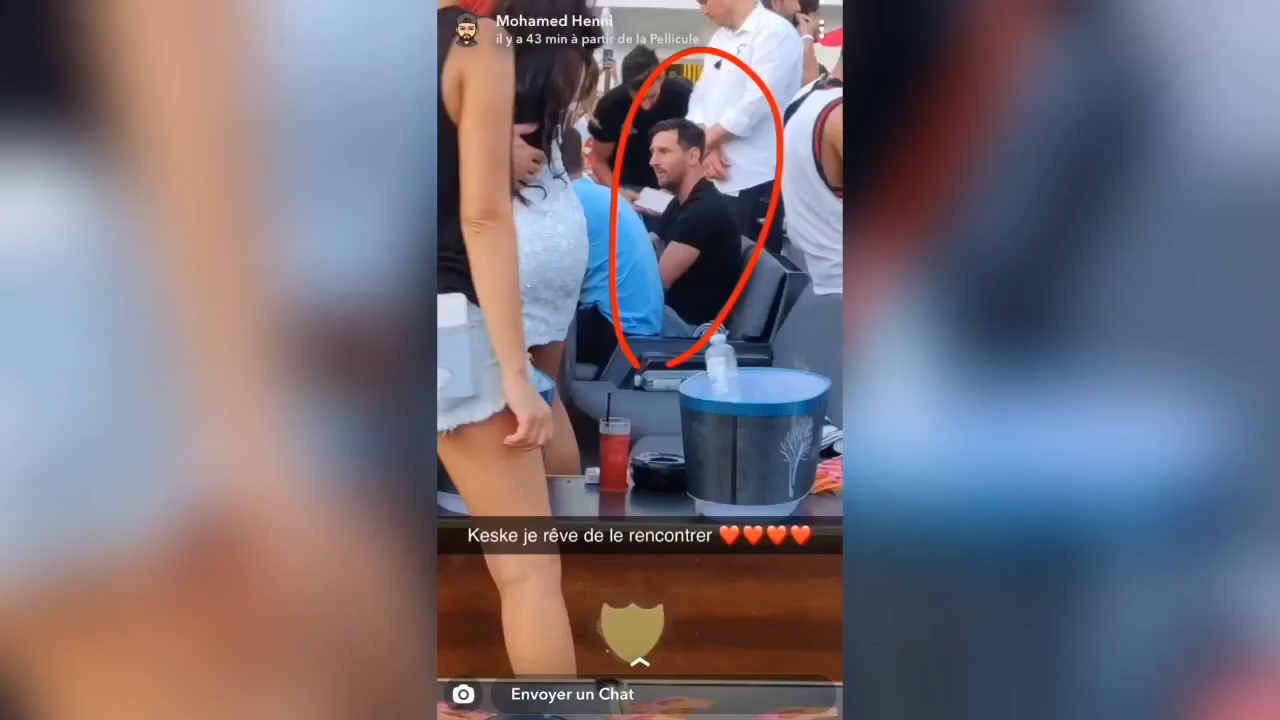 Mohamed Henni
il y a 43 min à partir de la Pellicule
Keske je rêve de le rencontrer ❤️❤️❤️❤️
Envoyer un Chat